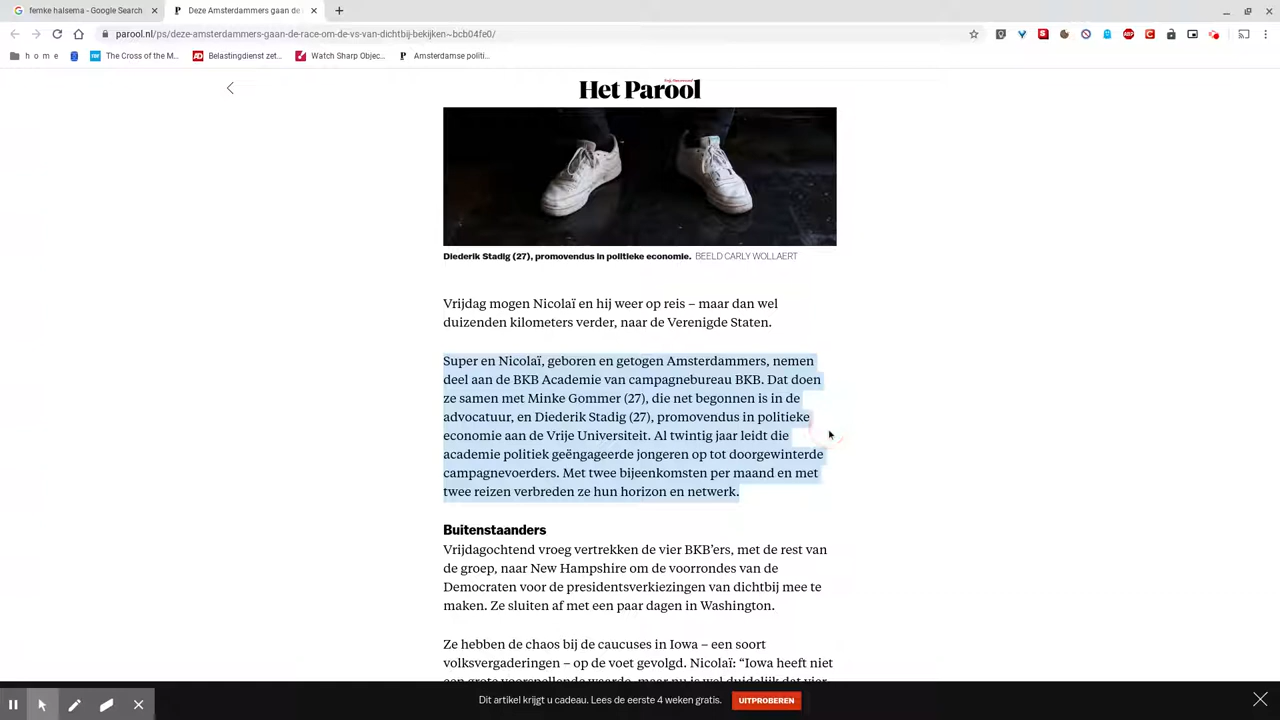 femke halsema - Google Search
Deze Amsterdammers gaan de
parool.nl/ps/deze-amsterdammers-gaan-de-race-om-de-vs-van-dichtbij-bekijken~bcb04fe0/
h o m e
The Cross of the M...
Belastingdienst zet...
Watch Sharp Objec...
Amsterdamse politi...
Het Parool
Diederik Stadig (27), promovendus in politieke economie. BEELD CARLY WOLLAERT
Vrijdag mogen Nicolaï en hij weer op reis – maar dan wel
duizenden kilometers verder, naar de Verenigde Staten.
Super en Nicolaï, geboren en getogen Amsterdammers, nemen
deel aan de BKB Academie van campagnebureau BKB. Dat doen
ze samen met Minke Gommer (27), die net begonnen is in de
advocatuur, en Diederik Stadig (27), promovendus in politieke
economie aan de Vrije Universiteit. Al twintig jaar leidt die
academie politiek geëngageerde jongeren op tot doorgewinterde
campagnevoerders. Met twee bijeenkomsten per maand en met
twee reizen verbreden ze hun horizon en netwerk.
Buitenstaanders
Vrijdagochtend vroeg vertrekken de vier BKB’ers, met de rest van
de groep, naar New Hampshire om de voorrondes van de
Democraten voor de presidentsverkiezingen van dichtbij mee te
maken. Ze sluiten af met een paar dagen in Washington.
Ze hebben de chaos bij de caucuses in Iowa – een soort
volksvergaderingen – op de voet gevolgd. Nicolaï: “Iowa heeft niet
Dit artikel krijgt u cadeau. Lees de eerste 4 weken gratis.
UITPROBEREN